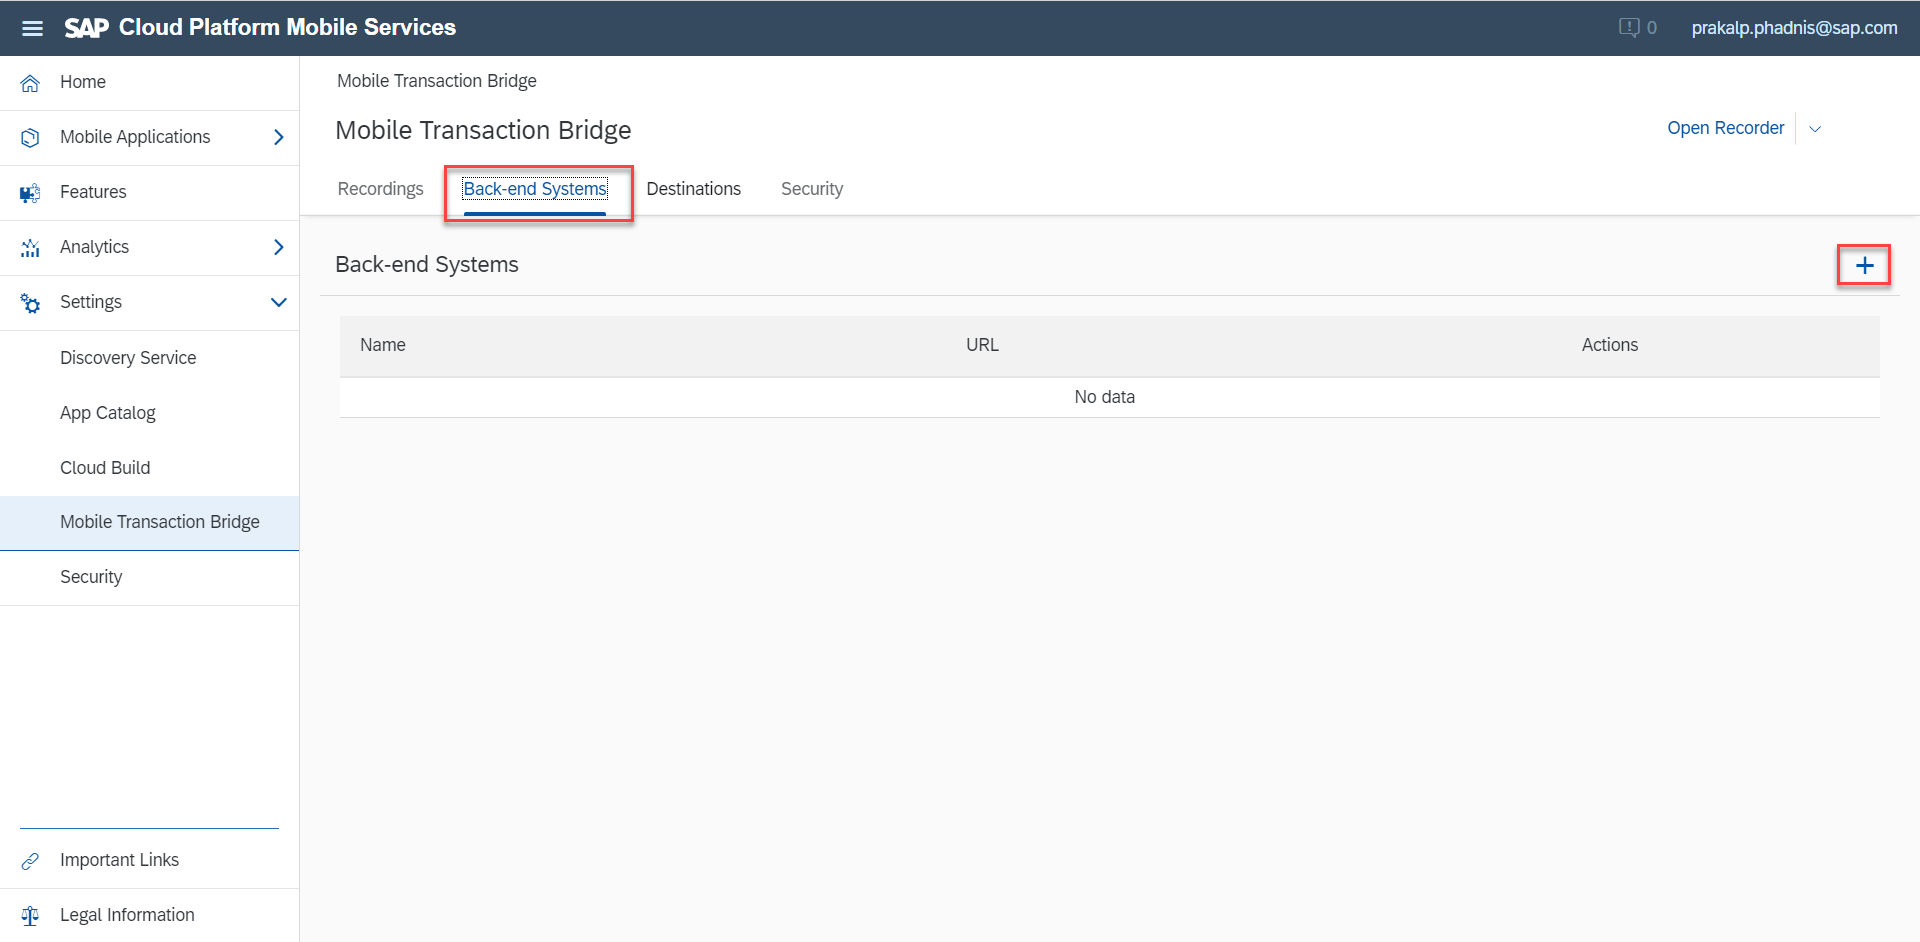 SAP Cloud Platform Mobile Services
0
prakalp.phadnis@sap.com
Home
Mobile Applications
Features
Analytics
Settings
Discovery Service
App Catalog
Cloud Build
Mobile Transaction Bridge
Security
Important Links
Legal Information
Mobile Transaction Bridge
Mobile Transaction Bridge
Open Recorder
Recordings Back-end Systems Destinations Security
Back-end Systems
Name URL Actions
No data